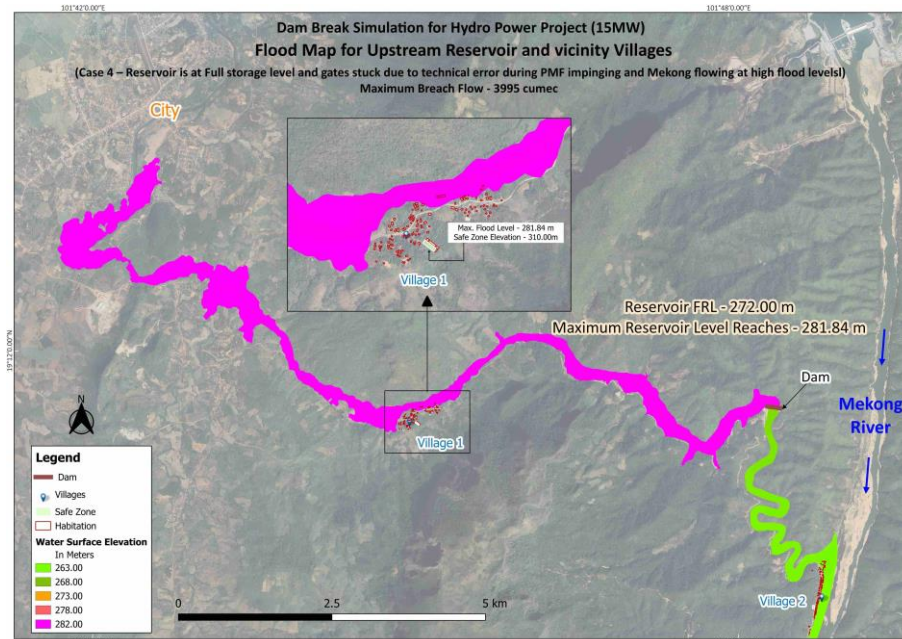 101°42'0.00"E
101°48'0.00"E
Dam Break Simulation for Hydro Power Project (15MW)
Flood Map for Upstream Reservoir and vicinity Villages
(Case 4 – Reservoir is at Full storage level and gates stuck due to technical error during PMF impinging and Mekong flowing at high flood levelsl)
Maximum Breach Flow - 3995 cumec
City
Max. Flood Level - 281.84 m
Safe Zone Elevation - 310.00m
Village 1
Reservoir FRL - 272.00 m
Maximum Reservoir Level Reaches - 281.84 m
19°12'0.00"N
Dam
Mekong
River
N
Village 1
Legend
Dam
Villages
Safe Zone
Habitation
Water Surface Elevation
In Meters
263.00
268.00
273.00
278.00
282.00
0
2.5
5 km
Village 2